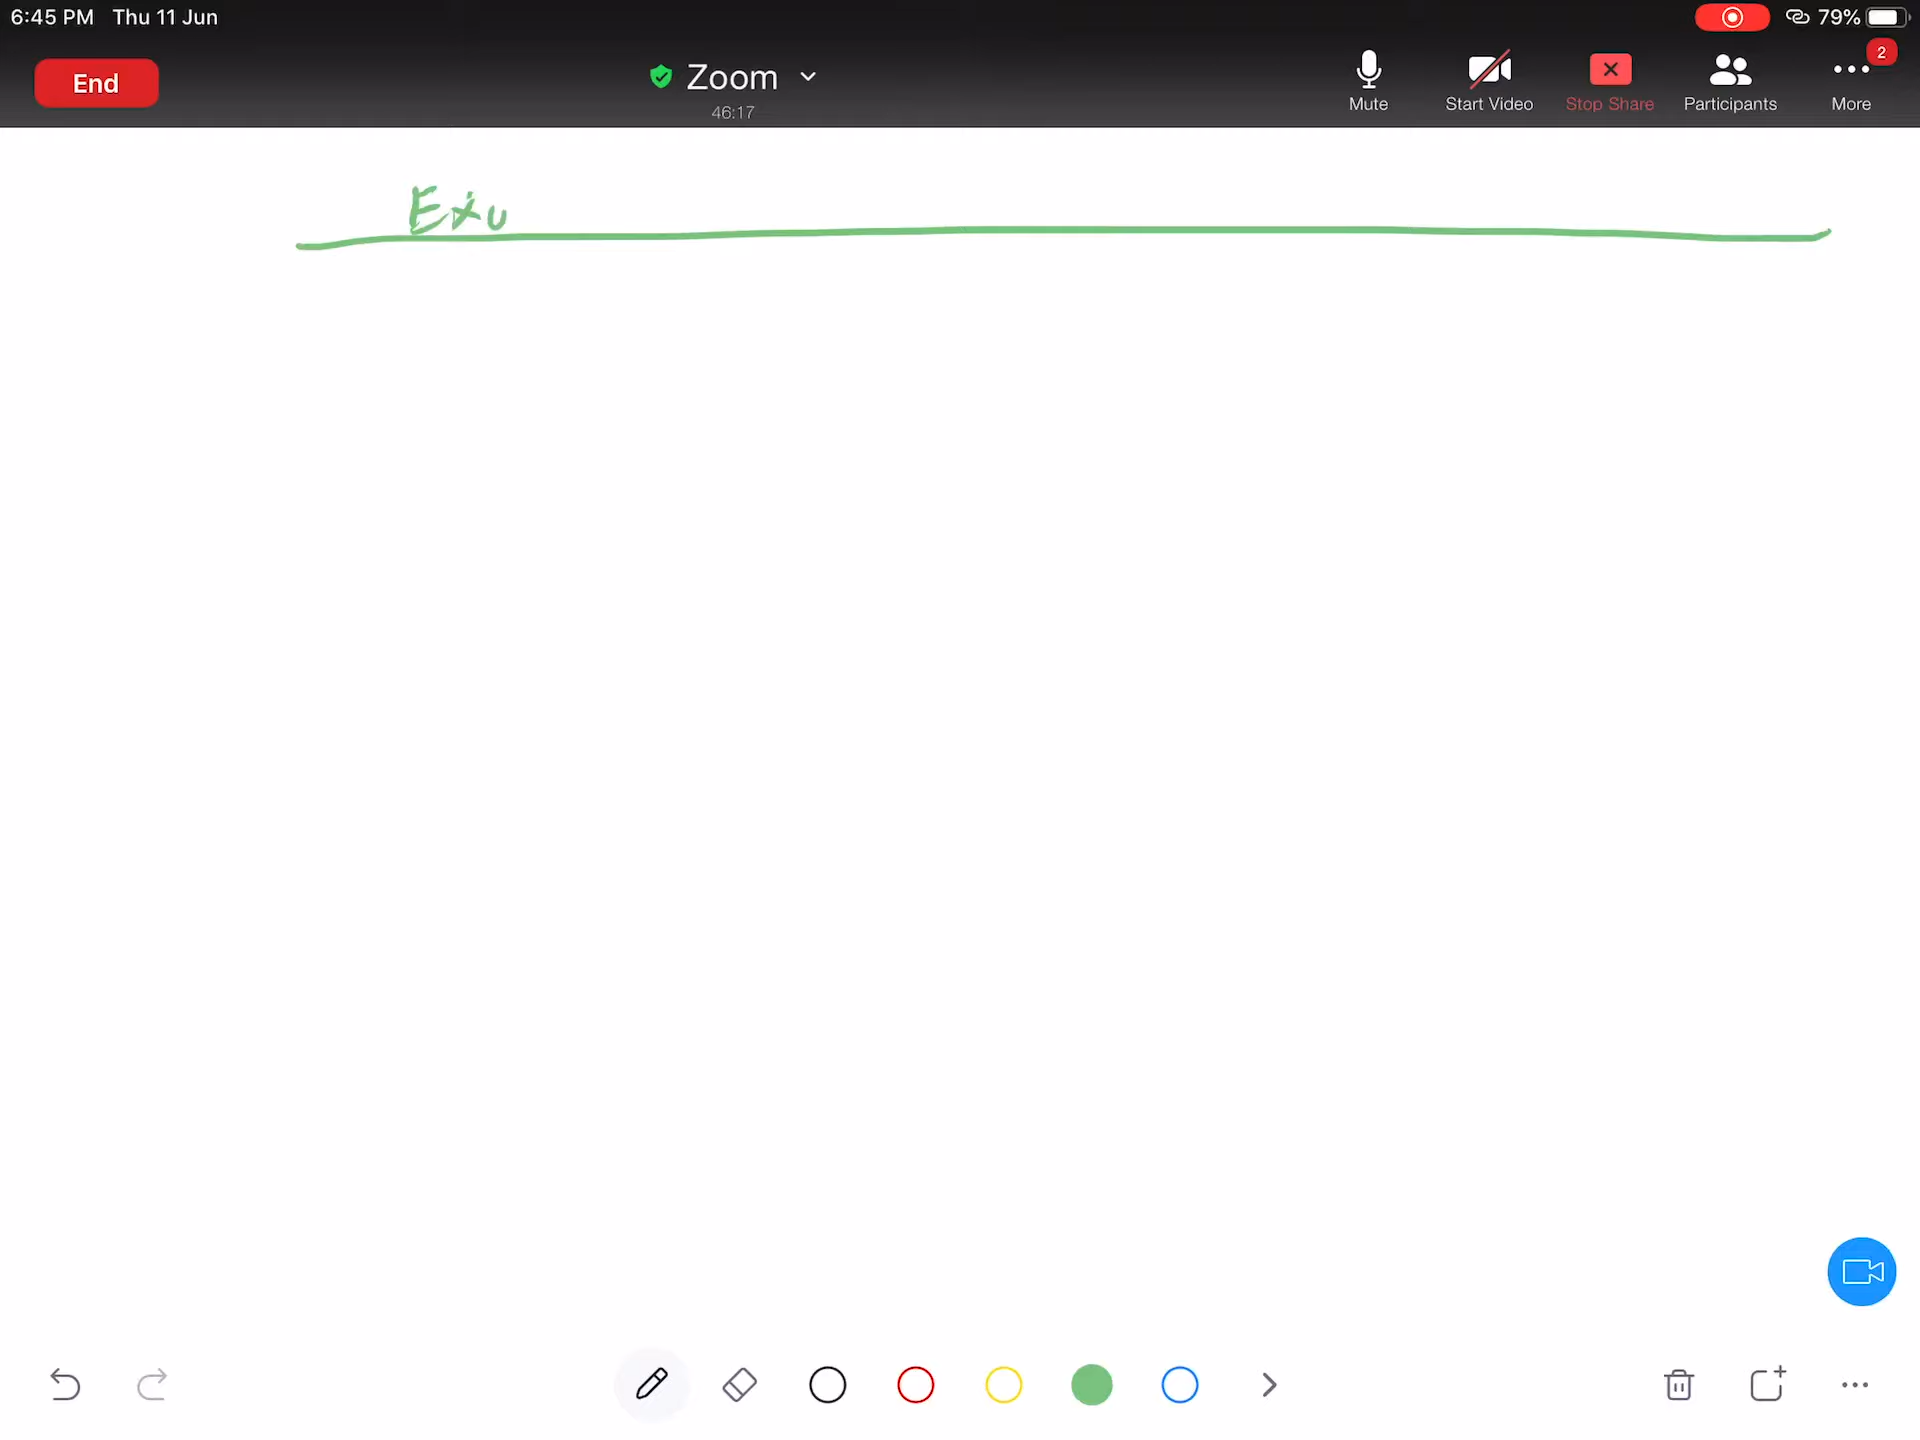 6:45 PM Thu 11 Jun
79%
End
Zoom
46:17
Mute
Start Video
Stop Share
Participants
2
More
Exu